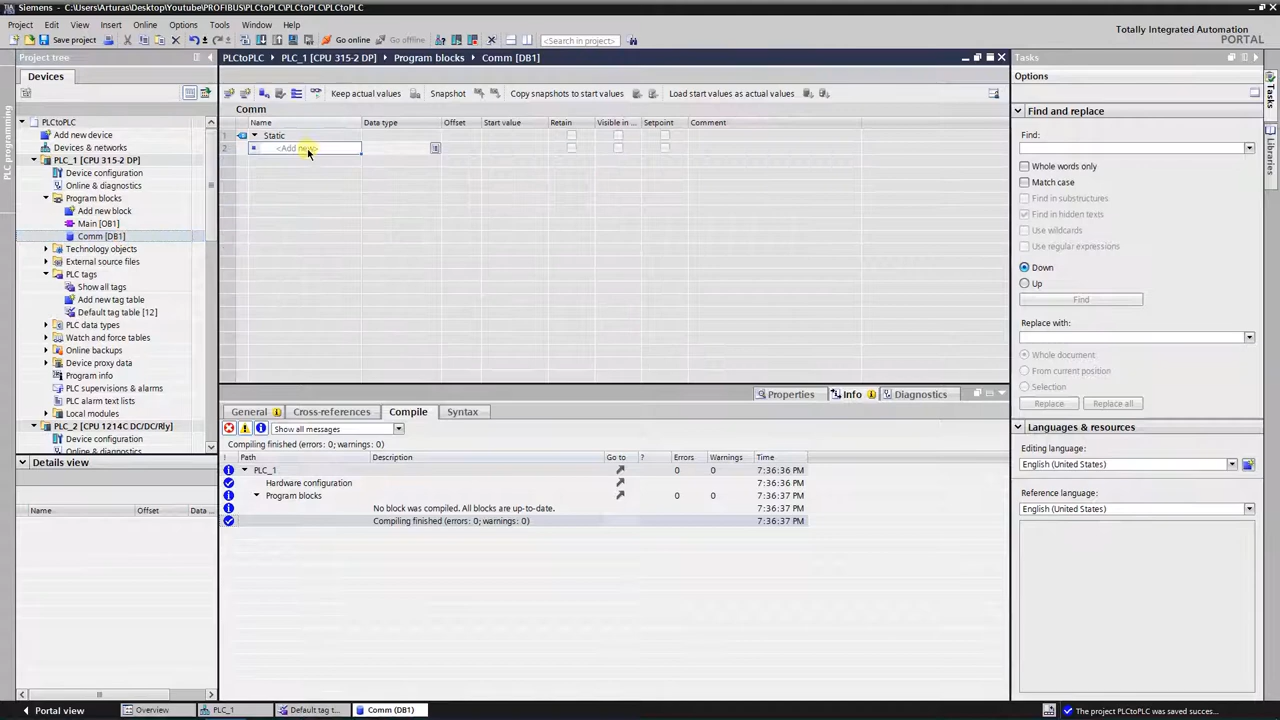 Siemens - C:\Users\Arturas\Desktop\Youtube\PROFIBUS\PLCtoPLC\PLCtoPLC\PLCtoPLC
Project Edit View Insert Online Options Tools Window Help
Totally Integrated Automation
PORTAL
Save project
Go online
Go offline
<Search in project>
Project tree
PLCtoPLC
PLC_1 [CPU 315-2 DP]
Program blocks
Comm [DB1]
Tasks
Devices
Options
PLC programming
Keep actual values
Snapshot
Copy snapshots to start values
Load start values as actual values
Comm
Name Data type Offset Start value Retain Visible in ... Setpoint Comment
1 Static
2 <Add new>
PLCtoPLC
Add new device
Devices & networks
PLC_1 [CPU 315-2 DP]
Device configuration
Online & diagnostics
Program blocks
Add new block
Main [OB1]
Comm [DB1]
Technology objects
External source files
PLC tags
Show all tags
Add new tag table
Default tag table [12]
PLC data types
Watch and force tables
Online backups
Device proxy data
Program info
PLC supervisions & alarms
PLC alarm text lists
Local modules
PLC_2 [CPU 1214C DC/DC/Rly]
Device configuration
Online & diagnostics
Details view
Name Offset Data ...
Properties
Info
Diagnostics
General
Cross-references
Compile
Syntax
Show all messages
Compiling finished (errors: 0; warnings: 0)
! Path Description Go to ? Errors Warnings Time
PLC_1 0 0 7:36:36 PM
Hardware configuration 7:36:36 PM
Program blocks 0 0 7:36:37 PM
No block was compiled. All blocks are up-to-date. 7:36:37 PM
Compiling finished (errors: 0; warnings: 0) 7:36:37 PM
Find and replace
Find:
Whole words only
Match case
Find in substructures
Find in hidden texts
Use wildcards
Use regular expressions
Down
Up
Find
Replace with:
Whole document
From current position
Selection
Replace
Replace all
Languages & resources
Editing language:
English (United States)
Reference language:
English (United States)
Tasks
Libraries
Portal view
Overview
PLC_1
Default tag t...
Comm (DB1)
The project PLCtoPLC was saved succes...